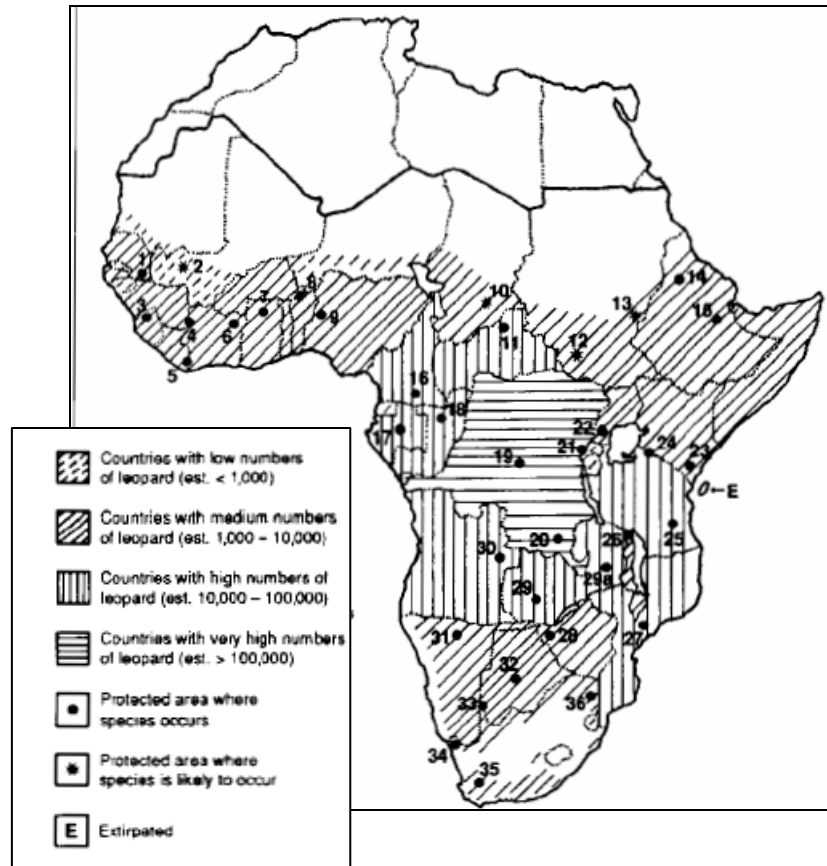 1
2
3
4
5
6
7
8
9
10
11
12
13
14
15
16
17
18
19
20
21
22
23
24
E
25
26
27
28
29
29
30
31
32
33
34
35
36
Countries with low numbers
of leopard (est. < 1,000)
Countries with medium numbers
of leopard (est. 1,000 – 10,000)
Countries with high numbers of
leopard (est. 10,000 – 100,000)
Countries with very high numbers
of leopard (est. > 100,000)
Protected area where
species occurs
Protected area where
species is likely to occur
E Extirpated